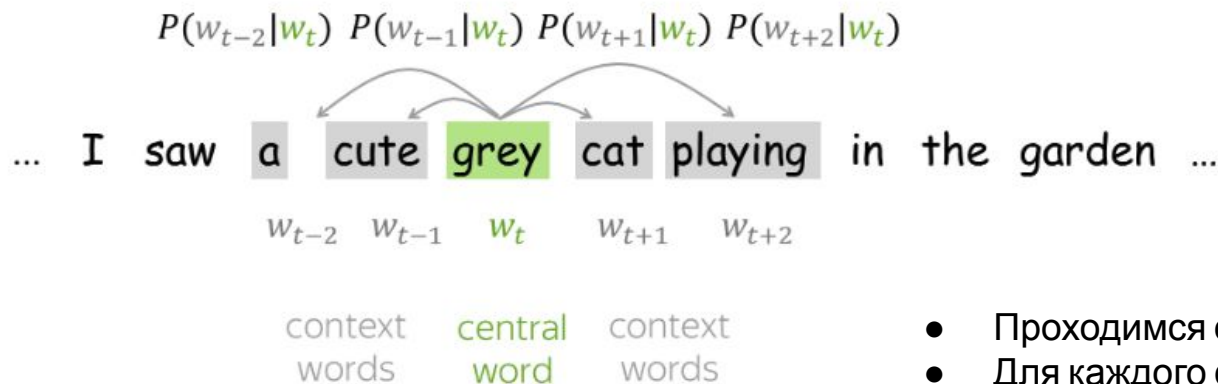 P(w_{t-2}|w_t) P(w_{t-1}|w_t) P(w_{t+1}|w_t) P(w_{t+2}|w_t)
... I saw a cute grey cat playing in the garden ...
w_{t-2} w_{t-1} w_t w_{t+1} w_{t+2}
context central context
words word words
● Проходимся
● Для каждого